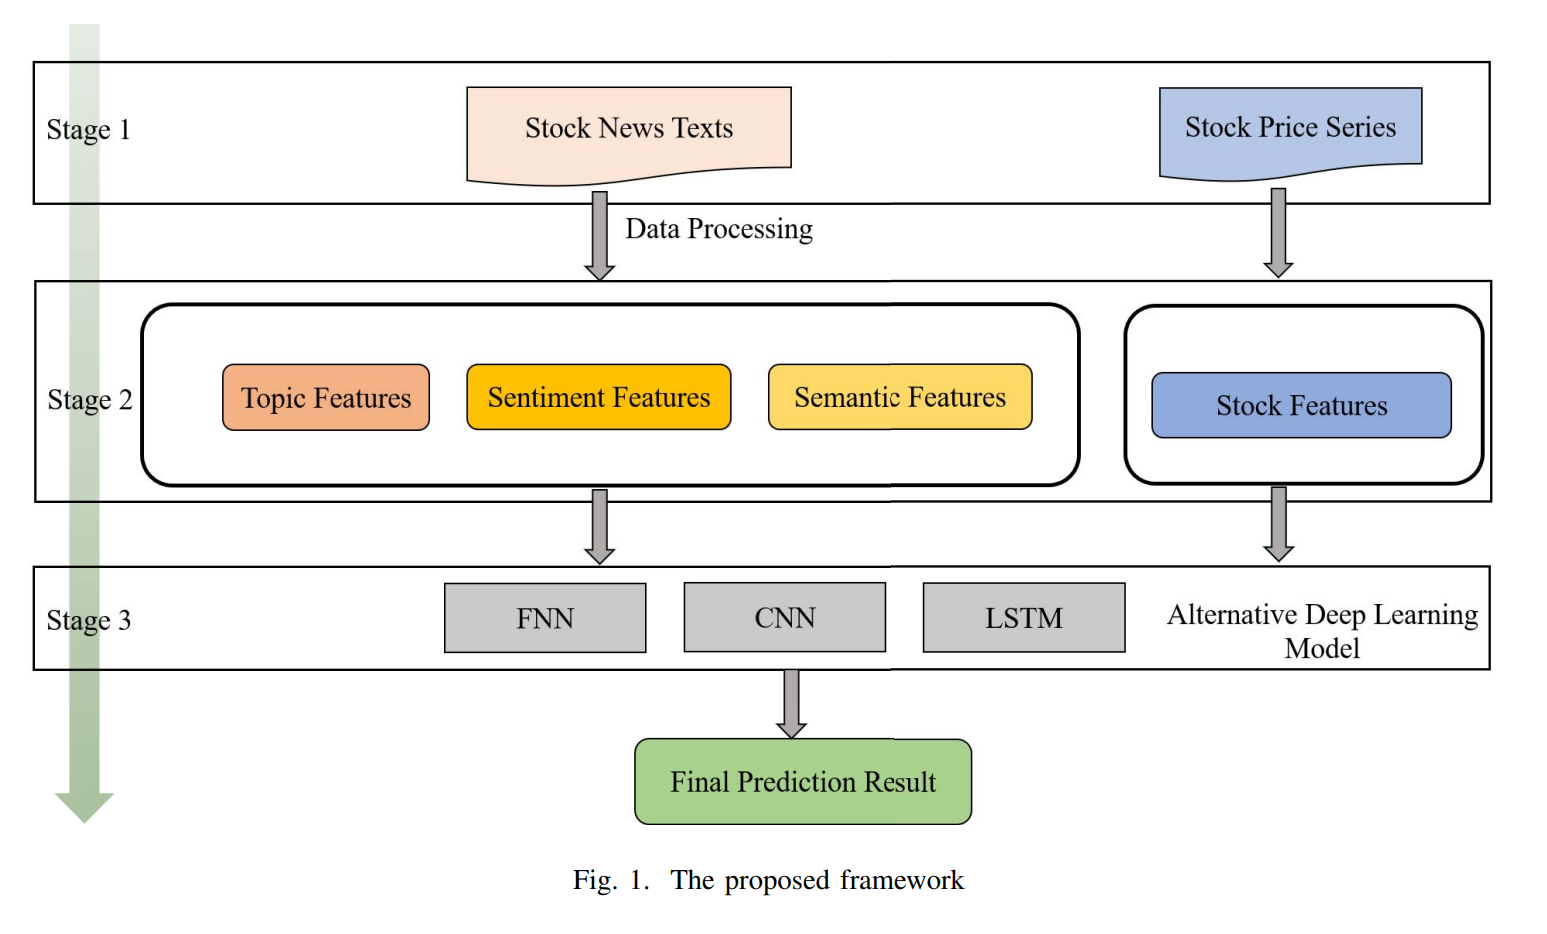 Stage 1
Stock News Texts
Stock Price Series
Data Processing
Stage 2
Topic Features
Sentiment Features
Semantic Features
Stock Features
Stage 3
FNN
CNN
LSTM
Alternative Deep Learning
Model
Final Prediction Result
Fig. 1. The proposed framework